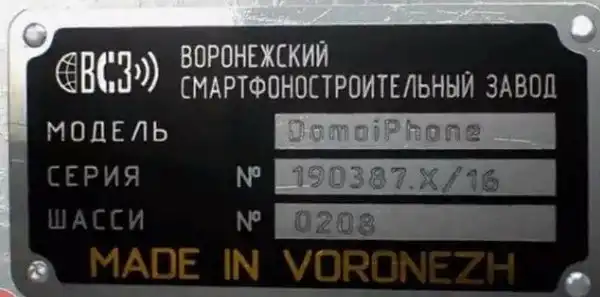 ВСЗ ВОРОНЕЖСКИЙ
СМАРТФОНОСТРОИТЕЛЬНЫЙ ЗАВОД
МОДЕЛЬ DomoiPhone
СЕРИЯ № 190387.X/16
ШАССИ № 0208
MADE IN VORONEZH